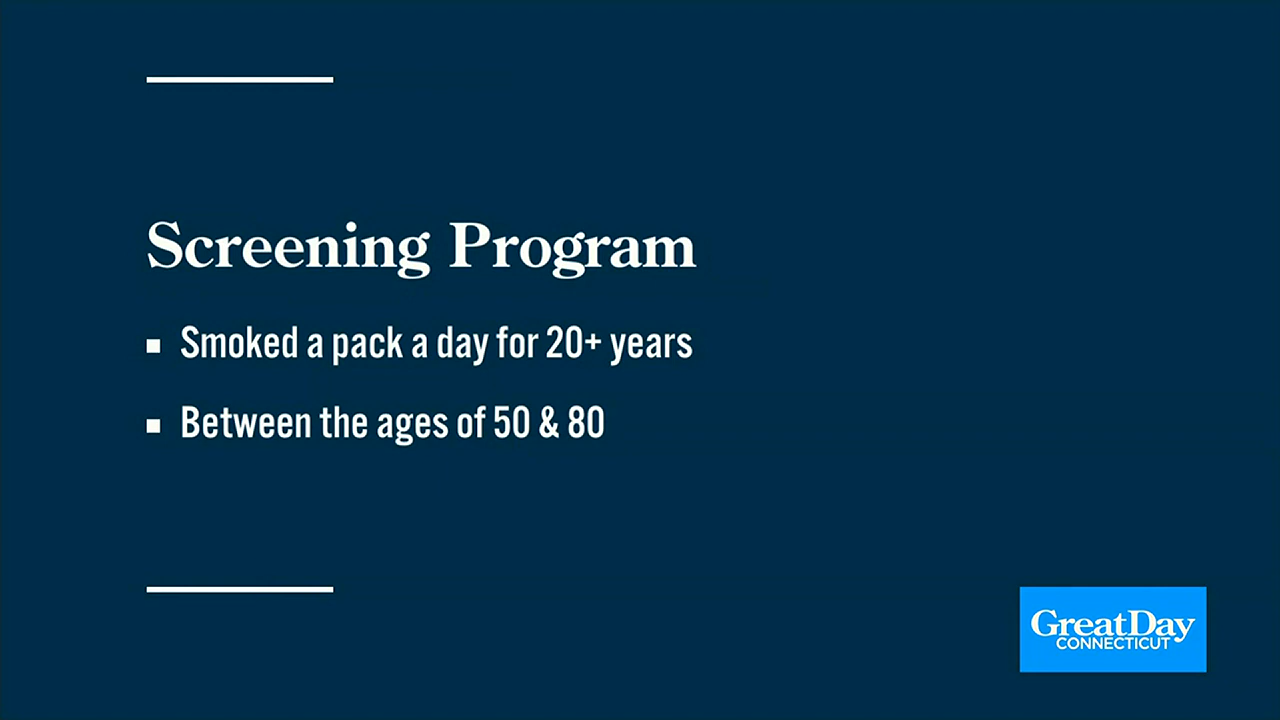 Screening Program
Smoked a pack a day for 20+ years
Between the ages of 50 & 80
GreatDay
CONNECTICUT